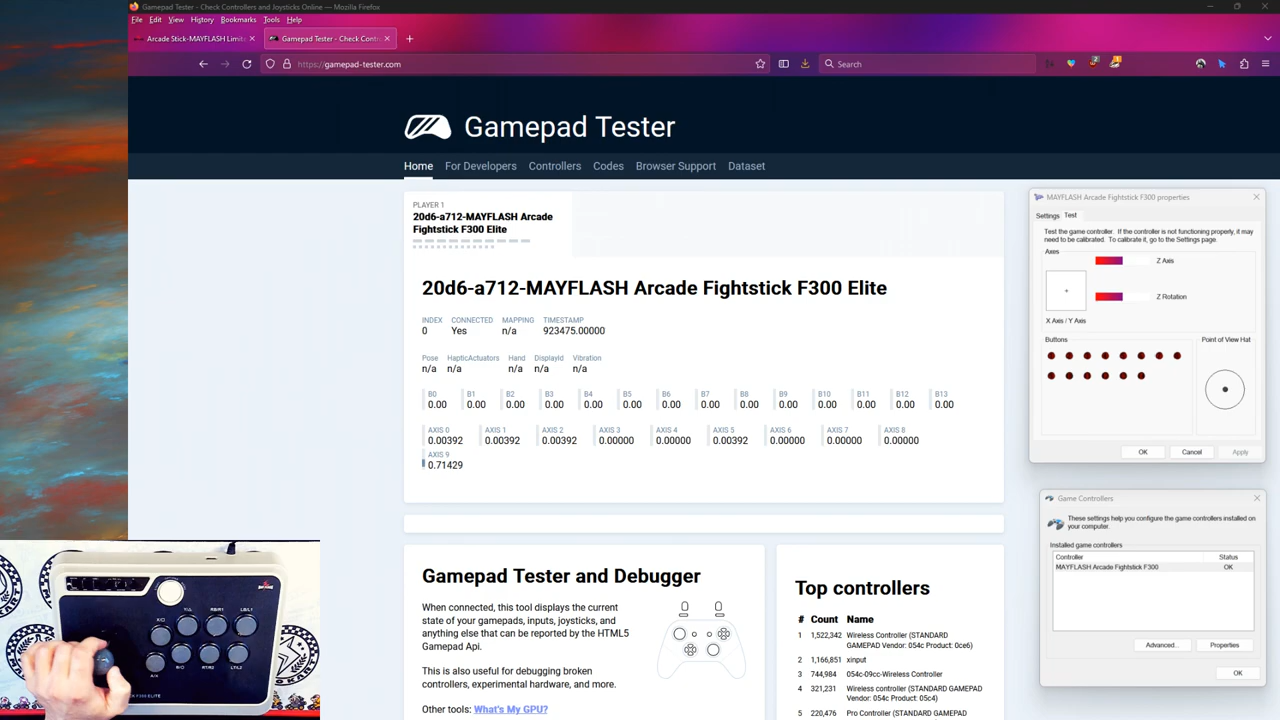 Gamepad Tester - Check Controllers and Joysticks Online — Mozilla Firefox
File Edit View History Bookmarks Tools Help
Arcade Stick-MAYFLASH Limite
Gamepad Tester - Check Contro
https://gamepad-tester.com
Search
Gamepad Tester
Home For Developers Controllers Codes Browser Support Dataset
PLAYER 1
20d6-a712-MAYFLASH Arcade
Fightstick F300 Elite
20d6-a712-MAYFLASH Arcade Fightstick F300 Elite
INDEX CONNECTED MAPPING TIMESTAMP
0 Yes n/a 923475.00000
Pose HapticActuators Hand DisplayId Vibration
n/a n/a n/a n/a n/a
B0 B1 B2 B3 B4 B5 B6 B7 B8 B9 B10 B11 B12 B13
0.00 0.00 0.00 0.00 0.00 0.00 0.00 0.00 0.00 0.00 0.00 0.00 0.00 0.00
AXIS 0 AXIS 1 AXIS 2 AXIS 3 AXIS 4 AXIS 5 AXIS 6 AXIS 7 AXIS 8
0.00392 0.00392 0.00392 0.00000 0.00000 0.00392 0.00000 0.00000 0.00000
AXIS 9
0.71429
Gamepad Tester and Debugger
When connected, this tool displays the current
state of your inputs, joysticks, and
anything else that can be reported by the HTML5
Gamepad Api.
This is also useful for debugging broken
controllers, experimental hardware, and more.
Other tools: What's My GPU?
Top controllers
# Count Name
1 1,522,342 Wireless Controller (STANDARD
GAMEPAD Vendor: 054c Product: 0ce6)
2 1,166,851 xinput
3 744,984 054c-09cc-Wireless Controller
4 321,231 Wireless controller (STANDARD GAMEPAD
Vendor: 054c Product: 05c4)
5 220,476 Pro Controller (STANDARD GAMEPAD
MAYFLASH Arcade Fightstick F300 properties
Settings Test
Test the game controller. If the controller is not functioning properly, it may
need to be calibrated. To calibrate it, go to the Settings page.
Axes
Z Axis
Z Rotation
X Axis / Y Axis
Buttons
Point of View Hat
OK Cancel Apply
Game Controllers
These settings help you configure the game controllers installed on
your computer.
Installed game controllers
Controller Status
MAYFLASH Arcade Fightstick F300 OK
Advanced... Properties
OK